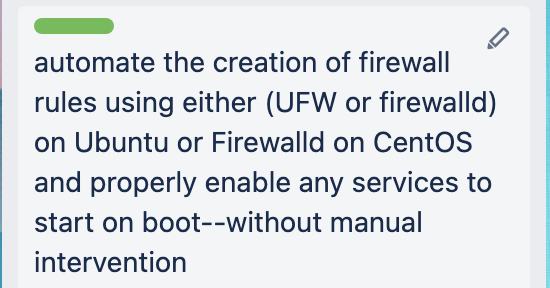 automate the creation of firewall
rules using either (UFW or firewalld)
on Ubuntu or Firewalld on CentOS
and properly enable any services to
start on boot--without manual
intervention